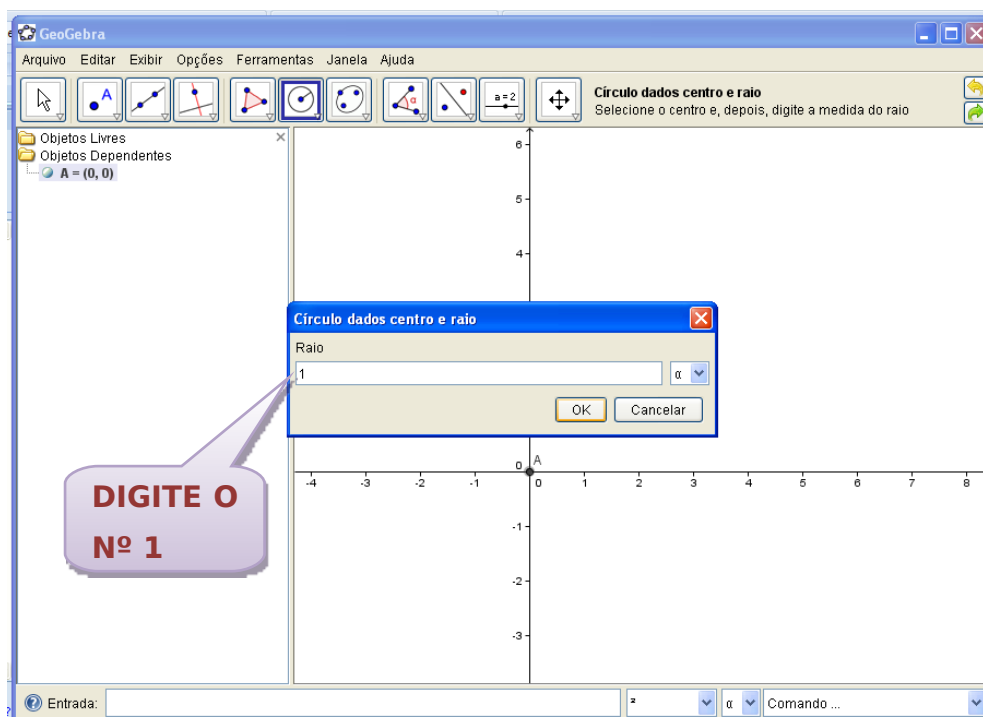 GeoGebra
Arquivo Editar Exibir Opções Ferramentas Janela Ajuda
A
α
a=2
Círculo dados centro e raio
Selecione o centro e, depois, digite a medida do raio
Objetos Livres
Objetos Dependentes
A = (0, 0)
6
5
4
Círculo dados centro e raio
Raio
1
α
OK Cancelar
DIGITE O
Nº 1
0 A
-4 -3 -2 -1 0 1 2 3 4 5 6 7 8
-1
-2
-3
Entrada: ² α Comando ...